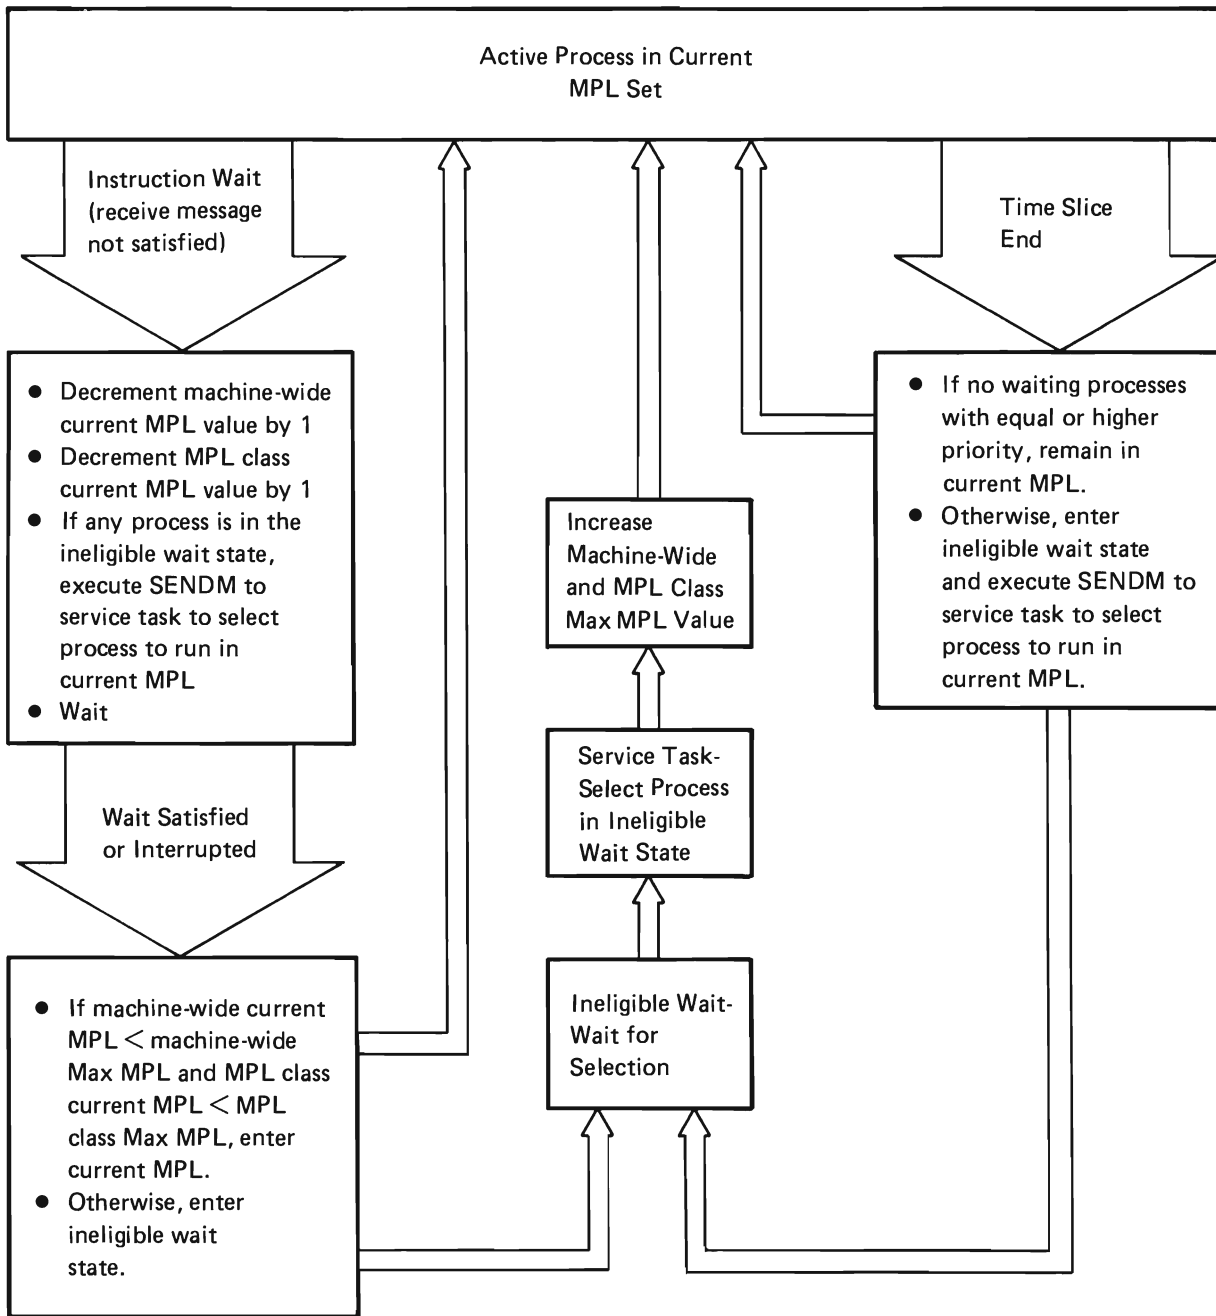 Active Process in Current
MPL Set
Instruction Wait
(receive message
not satisfied)
Time Slice
End
● Decrement machine-wide
current MPL value by 1
● Decrement MPL class
current MPL value by 1
● If any process is in the
ineligible wait state,
execute SENDM to
service task to select
process to run in
current MPL
● Wait
● If no waiting processes
with equal or higher
priority, remain in
current MPL.
● Otherwise, enter
ineligible wait state
and execute SENDM to
service task to select
process to run in
current MPL.
Increase
Machine-Wide
and MPL Class
Max MPL Value
Service Task-
Select Process
in Ineligible
Wait State
Wait Satisfied
or Interrupted
Ineligible Wait-
Wait for
Selection
● If machine-wide current
MPL < machine-wide
Max MPL and MPL class
current MPL < MPL
class Max MPL, enter
current MPL.
● Otherwise, enter
ineligible wait
state.